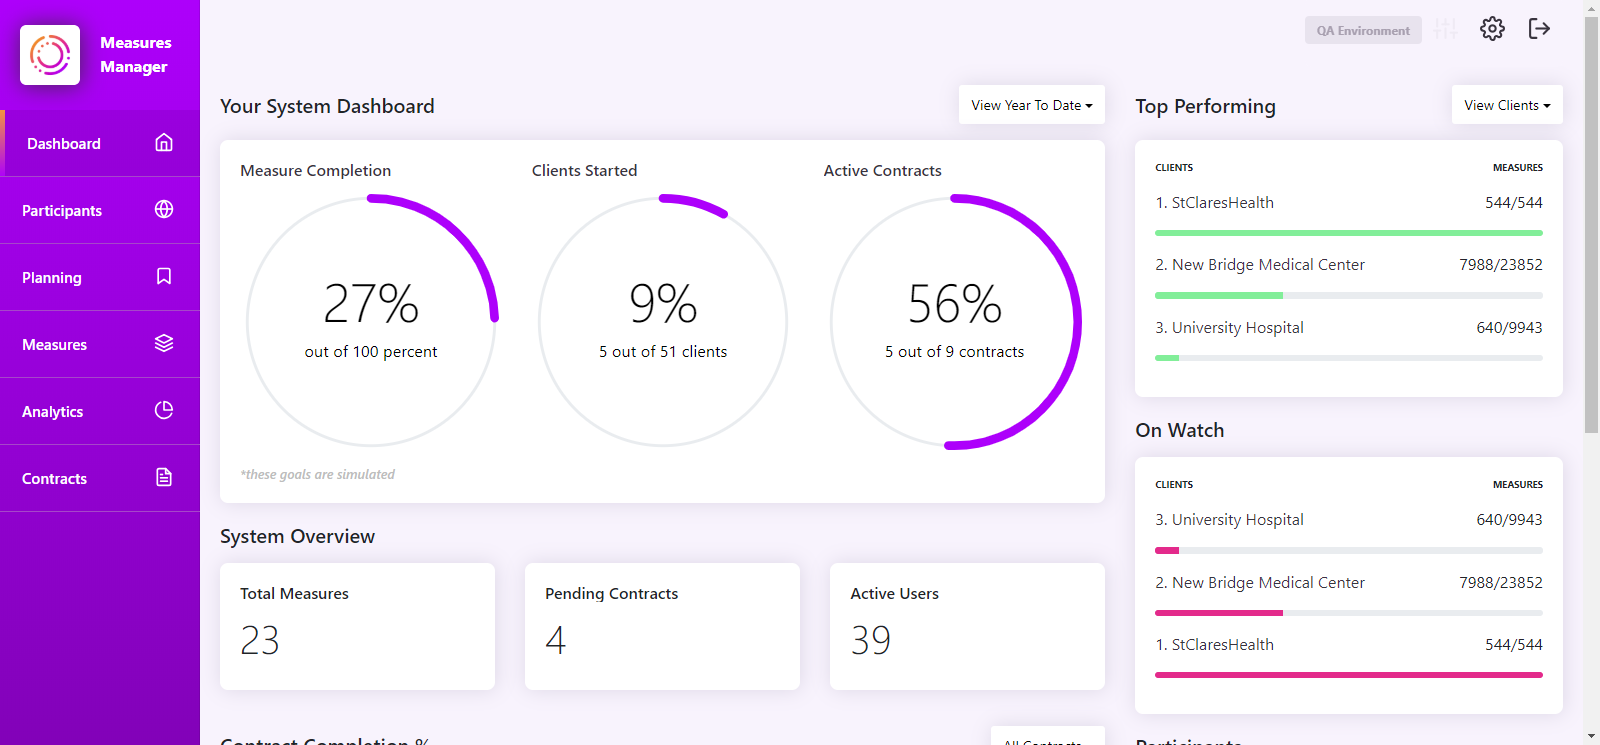 Measures
Manager
Dashboard
Participants
Planning
Measures
Analytics
Contracts
QA Environment
Your System Dashboard
View Year To Date
Measure Completion
27%
out of 100 percent
Clients Started
9%
5 out of 51 clients
Active Contracts
56%
5 out of 9 contracts
*these goals are simulated
System Overview
Total Measures
23
Pending Contracts
4
Active Users
39
Contract Completion %
All Contracts
Top Performing
View Clients
CLIENTS MEASURES
1. StClaresHealth 544/544
2. New Bridge Medical Center 7988/23852
3. University Hospital 640/9943
On Watch
CLIENTS MEASURES
3. University Hospital 640/9943
2. New Bridge Medical Center 7988/23852
1. StClaresHealth 544/544
Participants